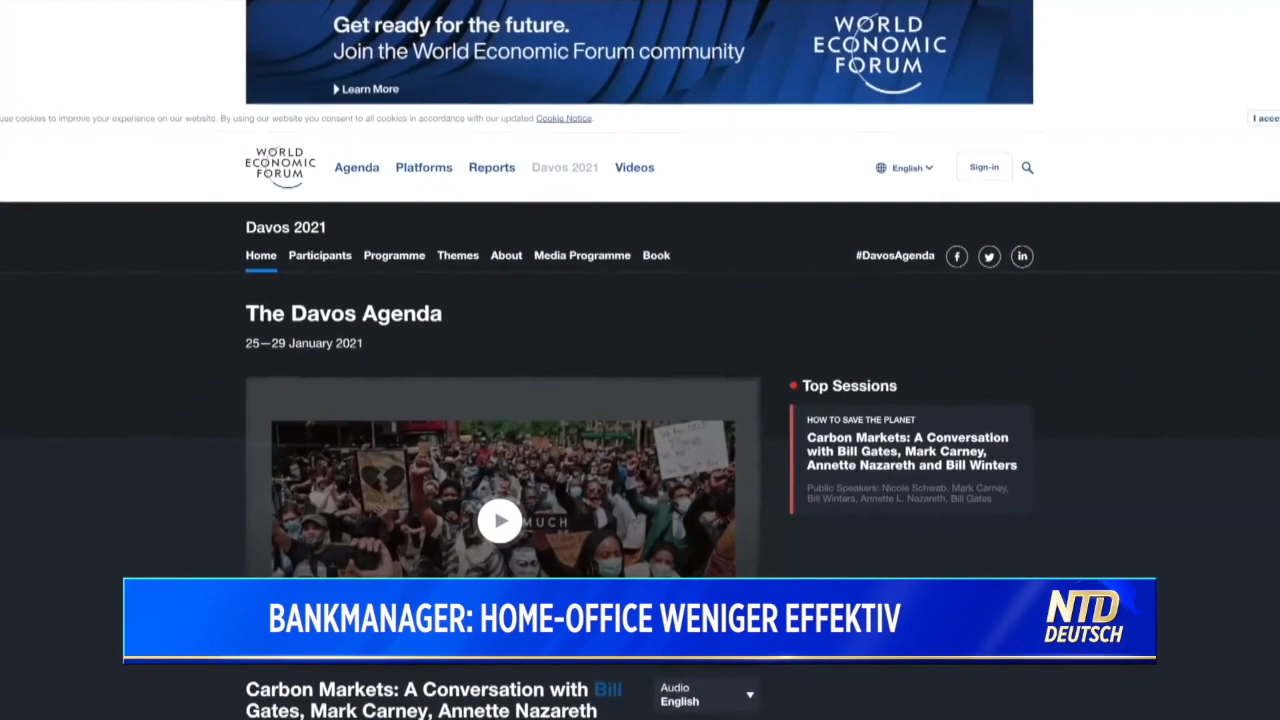 Get ready for the future.
Join the World Economic Forum community
Learn More
WORLD
ECONOMIC
FORUM
use cookies to improve your experience on our website. By using our website you consent to all cookies in accordance with our updated Cookie Notice.
I acce
WORLD
ECONOMIC
FORUM
Agenda Platforms Reports Davos 2021 Videos
English
Sign-in
Davos 2021
Home Participants Programme Themes About Media Programme Book
#DavosAgenda
The Davos Agenda
25—29 January 2021
MUCH
Top Sessions
HOW TO SAVE THE PLANET
Carbon Markets: A Conversation
with Bill Gates, Mark Carney,
Annette Nazareth and Bill Winters
Public Speakers: Nicole Schwab, Mark Carney,
Bill Winters, Annette L. Nazareth, Bill Gates
BANKMANAGER: HOME-OFFICE WENIGER EFFEKTIV
NTD
DEUTSCH
Carbon Markets: A Conversation with Bill
Gates, Mark Carney, Annette Nazareth
Audio
English